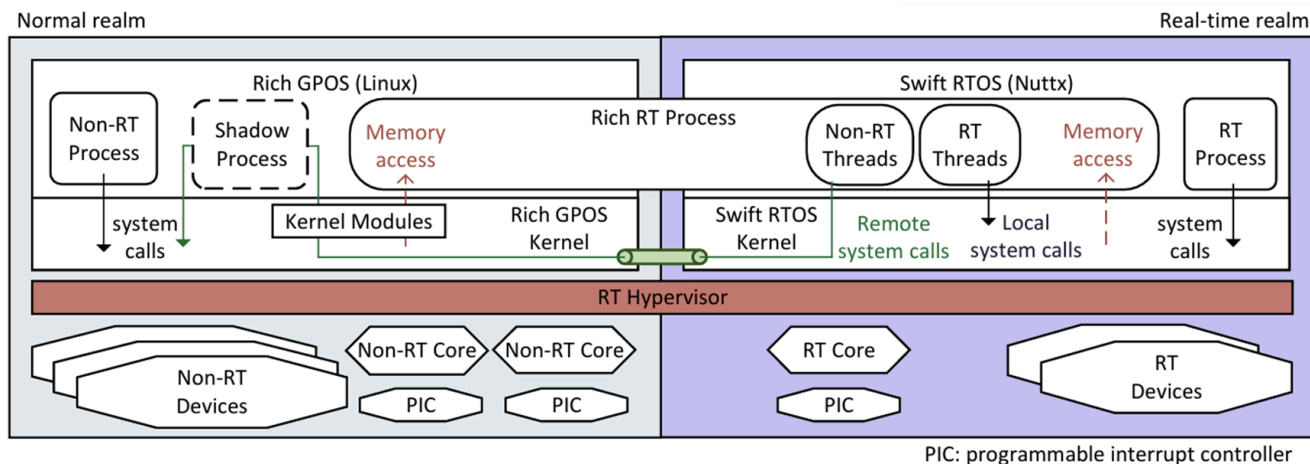 Normal realm
Real-time realm
Rich GPOS (Linux)
Swift RTOS (Nuttx)
Non-RT
Process
Shadow
Process
Memory
access
Rich RT Process
Non-RT
Threads
RT
Threads
Memory
access
RT
Process
system
calls
Kernel Modules
Rich GPOS
Kernel
Swift RTOS
Kernel
Remote
system calls
Local
system calls
system
calls
RT Hypervisor
Non-RT
Devices
Non-RT Core
Non-RT Core
PIC
PIC
RT Core
PIC
RT
Devices
PIC: programmable interrupt controller